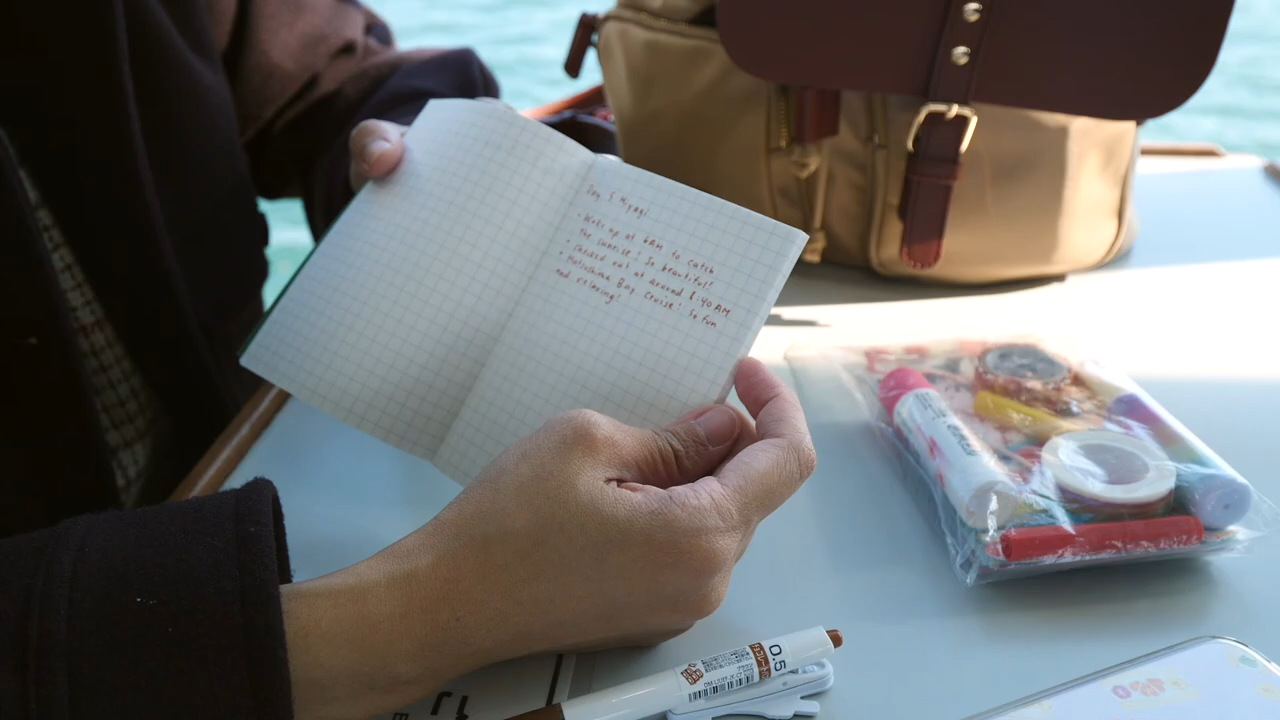 Day 5 Miyagi
• Woke up at 6AM to catch
the sunrise! So beautiful!
• Checked out at around 8:40 AM
• Matsushima Bay Cruise! So fun
and relaxing!
0.5